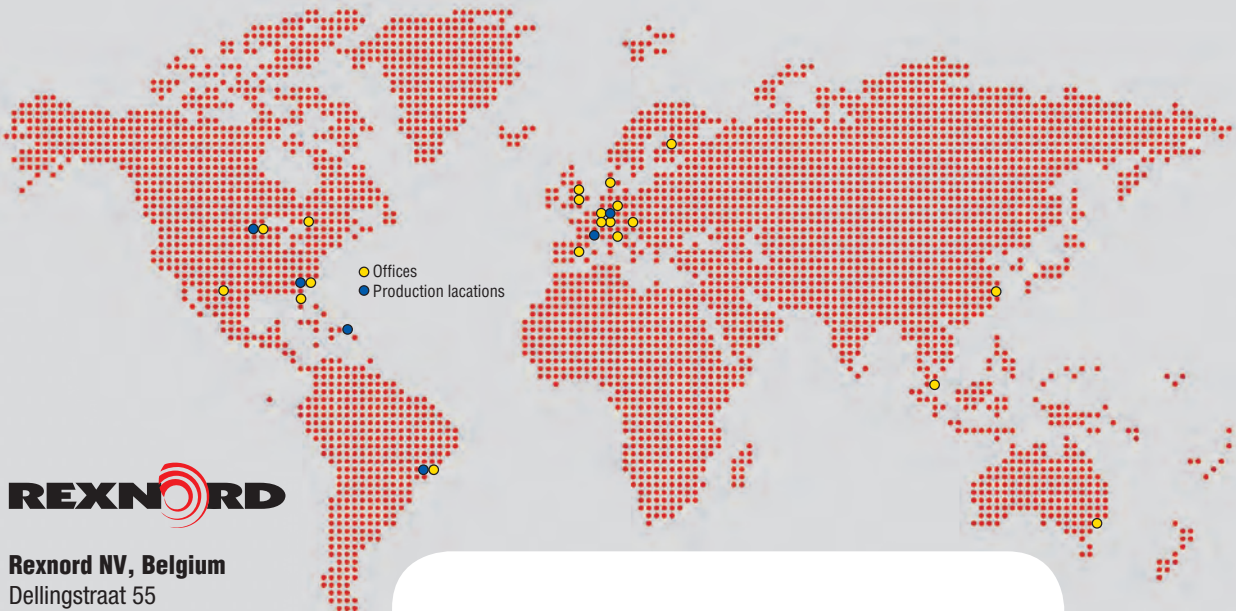 Offices
Production lacations
REXNORD
Rexnord NV, Belgium
Dellingstraat 55